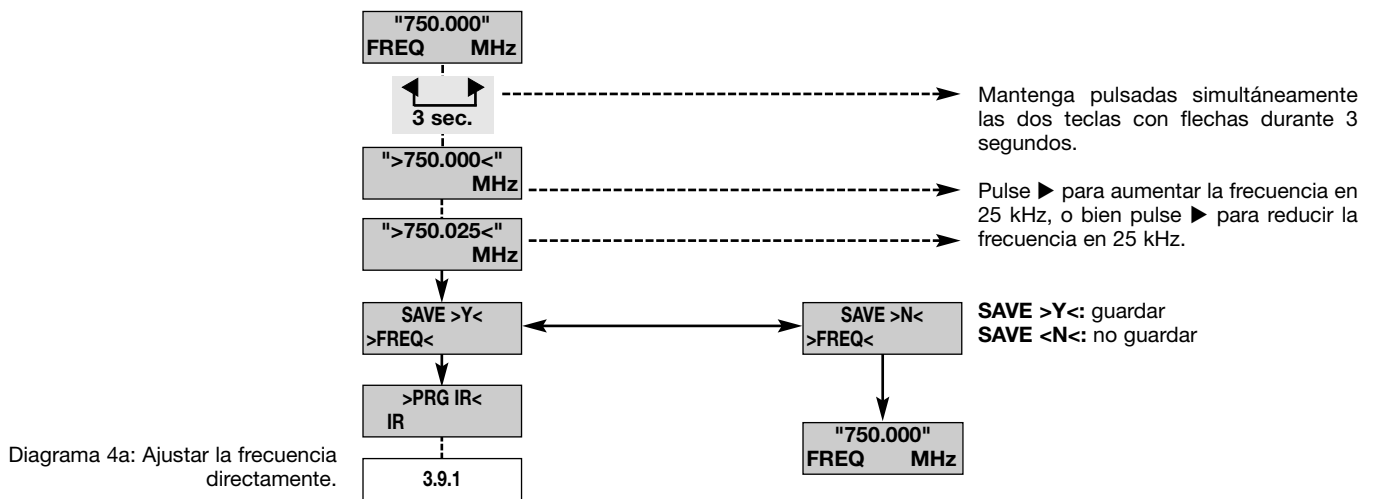 "750.000"
FREQ MHz
3 sec.
Mantenga pulsadas simultáneamente
las dos teclas con flechas durante 3
segundos.
">750.000<"
MHz
Pulse ▶ para aumentar la frecuencia en
25 kHz, o bien pulse ▶ para reducir la
frecuencia en 25 kHz.
">750.025<"
MHz
SAVE >Y<
>FREQ<
SAVE >N<
>FREQ<
SAVE >Y<: guardar
SAVE <N<: no guardar
>PRG IR<
IR
"750.000"
FREQ MHz
Diagrama 4a: Ajustar la frecuencia
directamente.
3.9.1